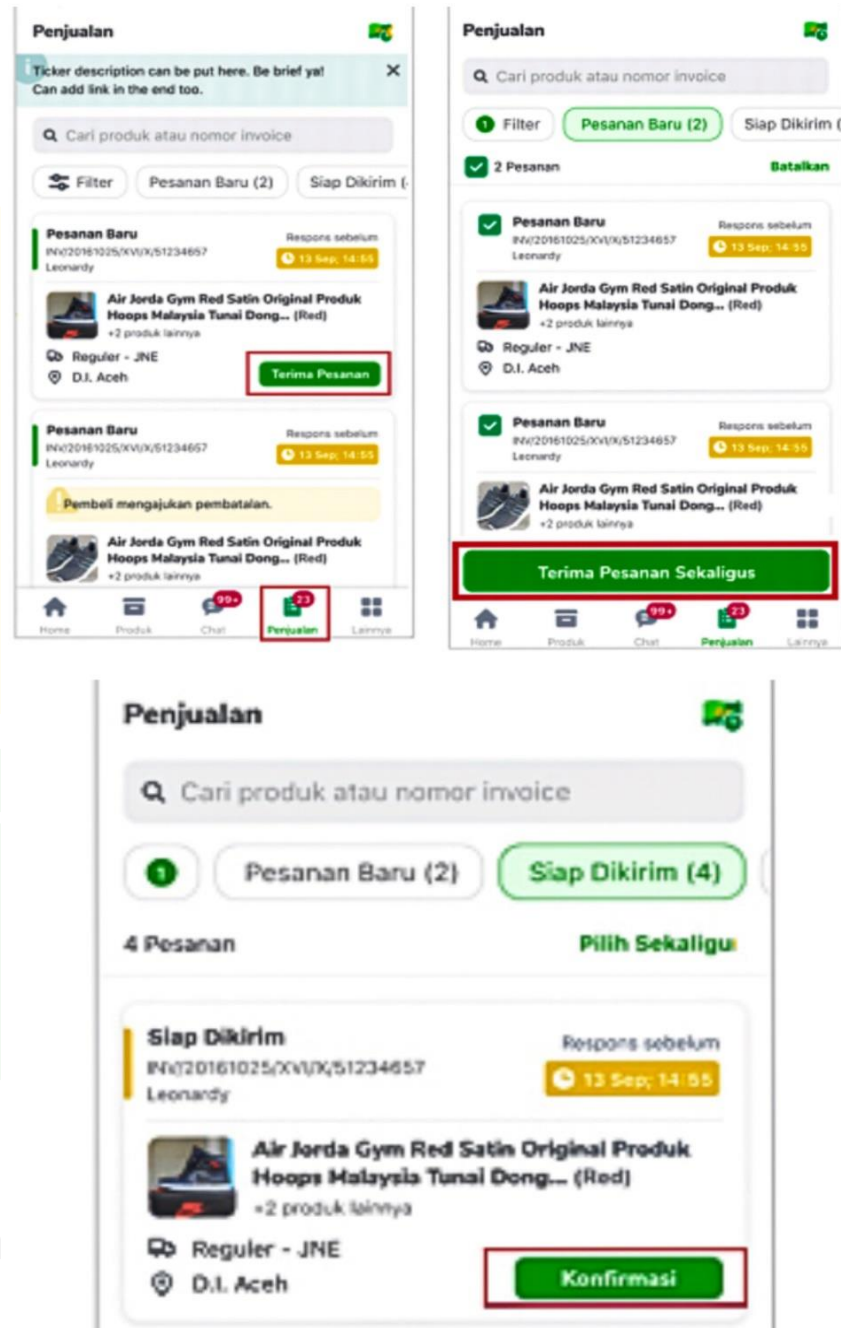 Penjualan
Ticker description can be put here. Be brief ya!
Can add link in the end too.
Cari produk atau nomor invoice
Filter
Pesanan Baru (2)
Siap Dikirim (
Pesanan Baru
Respons sebelum
INV/20161025/XVI/X/51234657
13 Sep; 14:55
Leonardy
Air Jorda Gym Red Satin Original Produk
Hoops Malaysia Tunai Dong... (Red)
+2 produk lainnya
Reguler - JNE
D.I. Aceh
Terima Pesanan
Pesanan Baru
Respons sebelum
INV/20161025/XVI/X/51234657
13 Sep; 14:55
Leonardy
Pembeli mengajukan pembatalan.
Air Jorda Gym Red Satin Original Produk
Hoops Malaysia Tunai Dong... (Red)
+2 produk lainnya
99+
23
Home
Produk
Chat
Penjualan
Lainnya
Penjualan
Cari produk atau nomor invoice
1 Filter
Pesanan Baru (2)
Siap Dikirim (
2 Pesanan
Batalkan
Pesanan Baru
Respons sebelum
INV/20161025/XVI/X/51234657
13 Sep; 14:55
Leonardy
Air Jorda Gym Red Satin Original Produk
Hoops Malaysia Tunai Dong... (Red)
+2 produk lainnya
Reguler - JNE
D.I. Aceh
Pesanan Baru
Respons sebelum
INV/20161025/XVI/X/51234657
13 Sep; 14:55
Leonardy
Air Jorda Gym Red Satin Original Produk
Hoops Malaysia Tunai Dong... (Red)
+2 produk lainnya
Terima Pesanan Sekaligus
99+
23
Home
Produk
Chat
Penjualan
Lainnya
Penjualan
Cari produk atau nomor invoice
1
Pesanan Baru (2)
Siap Dikirim (4)
4 Pesanan
Pilih Sekaligu
Siap Dikirim
Respons sebelum
INV/20161025/XVI/X/51234657
13 Sep; 14:55
Leonardy
Air Jorda Gym Red Satin Original Produk
Hoops Malaysia Tunai Dong... (Red)
+2 produk lainnya
Reguler - JNE
D.I. Aceh
Konfirmasi